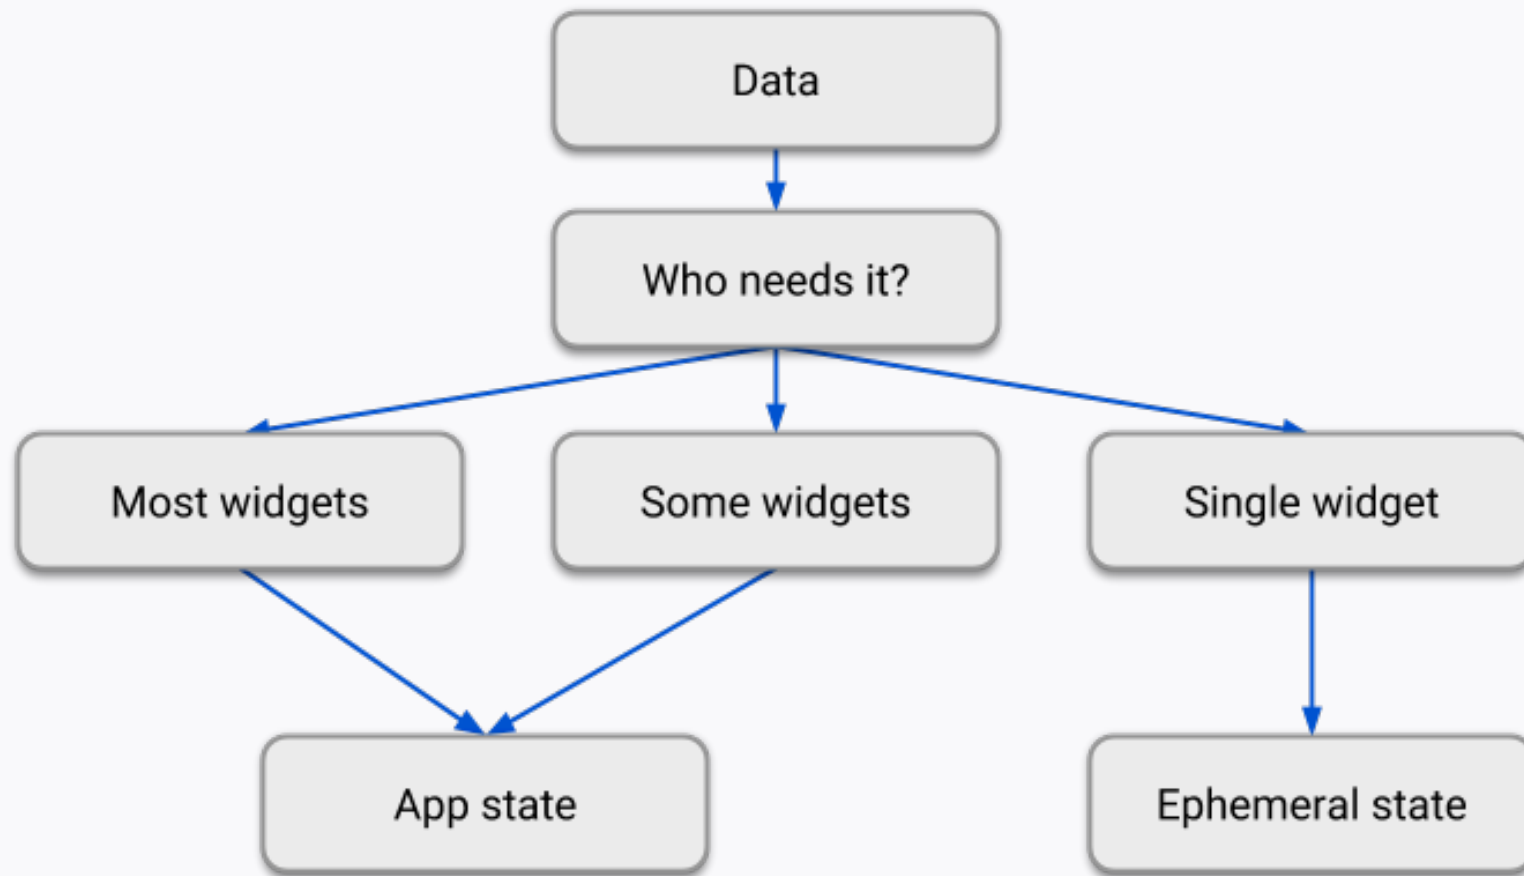 Data
Who needs it?
Most widgets
Some widgets
Single widget
App state
Ephemeral state